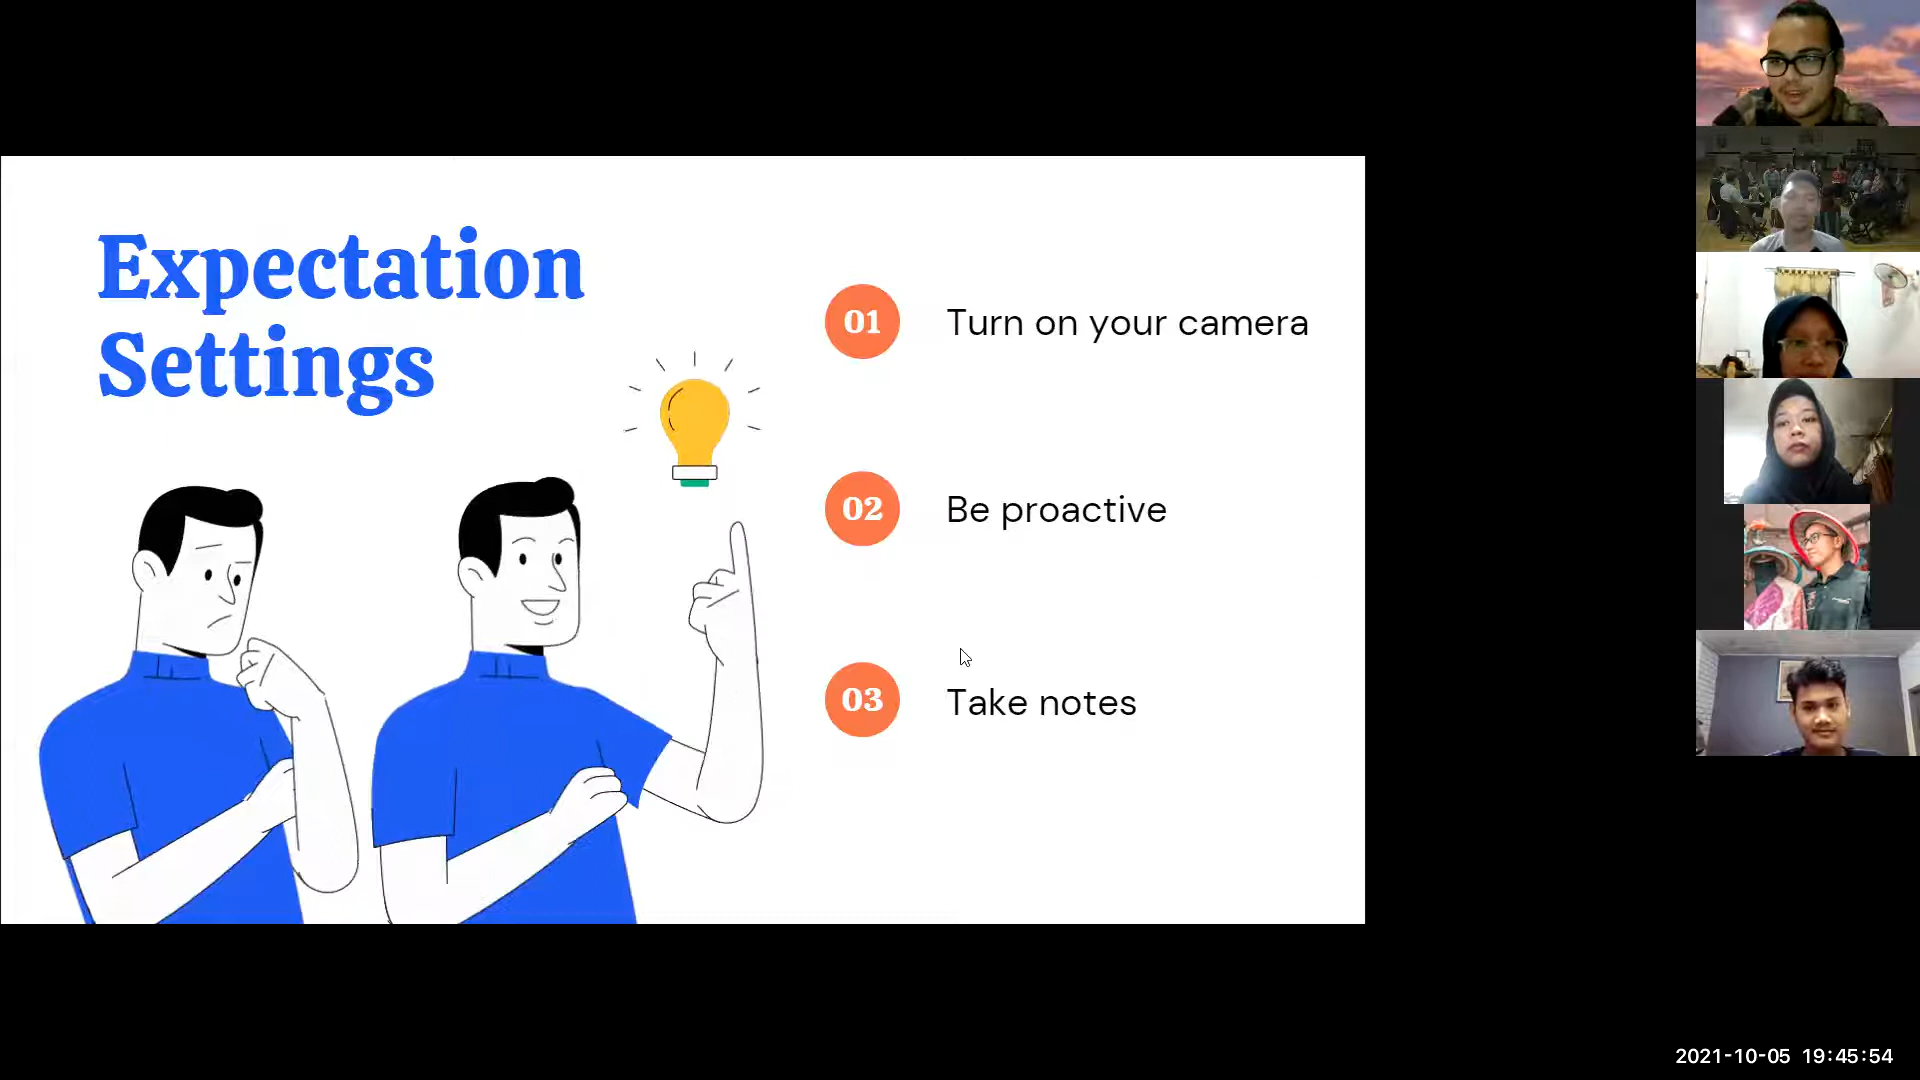 Expectation
Settings
01 Turn on your camera
02 Be proactive
03 Take notes
2021-10-05 19:45:54